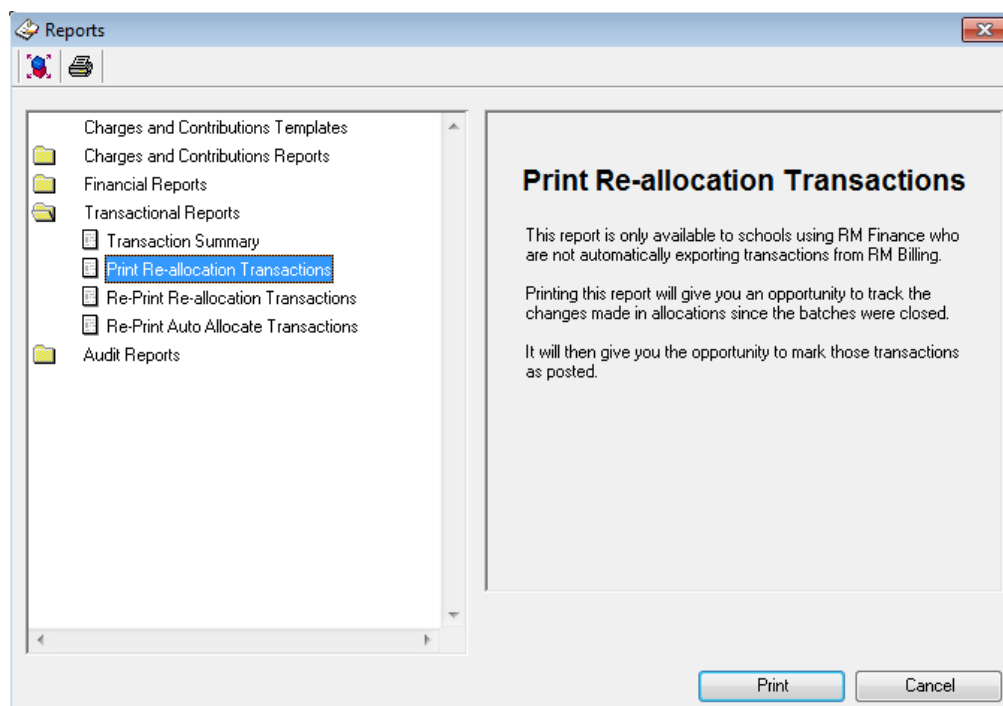 Reports
Charges and Contributions Templates
Charges and Contributions Reports
Financial Reports
Transactional Reports
Transaction Summary
Print Re-allocation Transactions
Re-Print Re-allocation Transactions
Re-Print Auto Allocate Transactions
Audit Reports
Print Re-allocation Transactions
This report is only available to schools using RM Finance who
are not automatically exporting transactions from RM Billing.
Printing this report will give you an opportunity to track the
changes made in allocations since the batches were closed.
It will then give you the opportunity to mark those transactions
as posted.
Print
Cancel